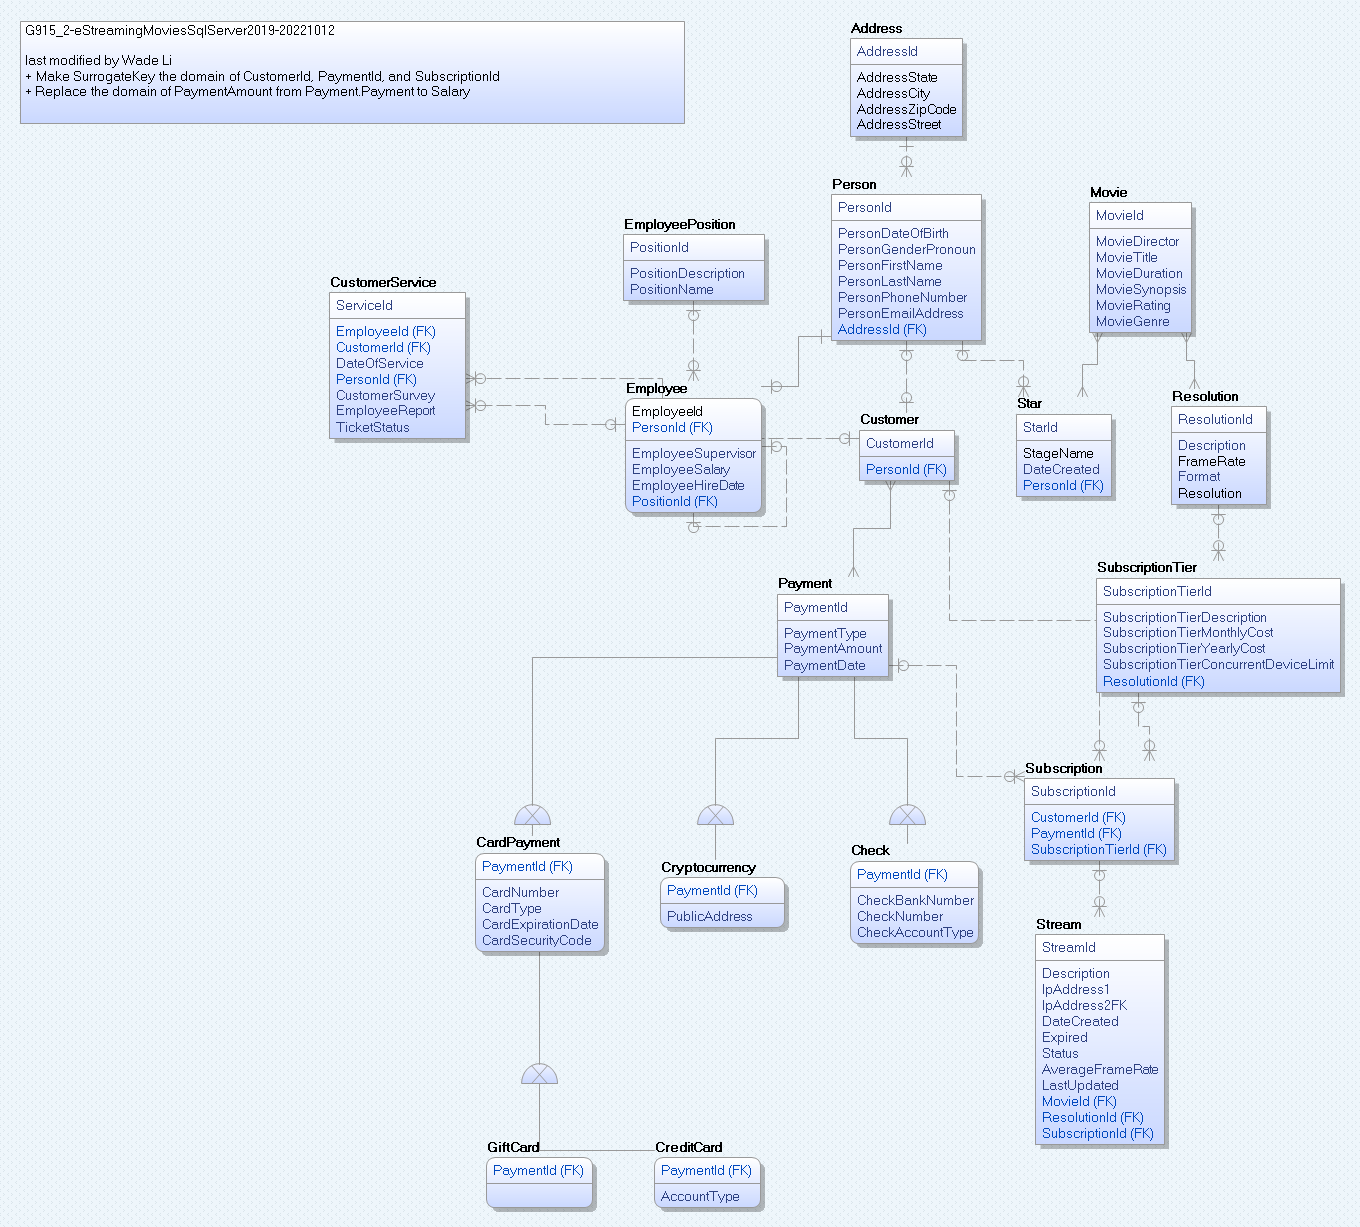 G915_2-eStreamingMoviesSqlServer2019-20221012
last modified by Wade Li
+ Make SurrogateKey the domain of CustomerId, PaymentId, and SubscriptionId
+ Replace the domain of PaymentAmount from Payment.Payment to Salary
Address
AddressId
AddressState
AddressCity
AddressZipCode
AddressStreet
Person
PersonId
PersonDateOfBirth
PersonGenderPronoun
PersonFirstName
PersonLastName
PersonPhoneNumber
PersonEmailAddress
AddressId (FK)
Movie
MovieId
MovieDirector
MovieTitle
MovieDuration
MovieSynopsis
MovieRating
MovieGenre
EmployeePosition
PositionId
PositionDescription
PositionName
CustomerService
ServiceId
EmployeeId (FK)
CustomerId (FK)
DateOfService
PersonId (FK)
CustomerSurvey
EmployeeReport
TicketStatus
Employee
EmployeeId
PersonId (FK)
EmployeeSupervisor
EmployeeSalary
EmployeeHireDate
PositionId (FK)
Customer
CustomerId
PersonId (FK)
Star
StarId
StageName
DateCreated
PersonId (FK)
Resolution
ResolutionId
Description
FrameRate
Format
Resolution
Payment
PaymentId
PaymentType
PaymentAmount
PaymentDate
SubscriptionTier
SubscriptionTierId
SubscriptionTierDescription
SubscriptionTierMonthlyCost
SubscriptionTierYearlyCost
SubscriptionTierConcurrentDeviceLimit
ResolutionId (FK)
Subscription
SubscriptionId
CustomerId (FK)
PaymentId (FK)
SubscriptionTierId (FK)
CardPayment
PaymentId (FK)
CardNumber
CardType
CardExpirationDate
CardSecurityCode
Cryptocurrency
PaymentId (FK)
PublicAddress
Check
PaymentId (FK)
CheckBankNumber
CheckNumber
CheckAccountType
Stream
StreamId
Description
IpAddress1
IpAddress2FK
DateCreated
Expired
Status
AverageFrameRate
LastUpdated
MovieId (FK)
ResolutionId (FK)
SubscriptionId (FK)
GiftCard
PaymentId (FK)
CreditCard
PaymentId (FK)
AccountType